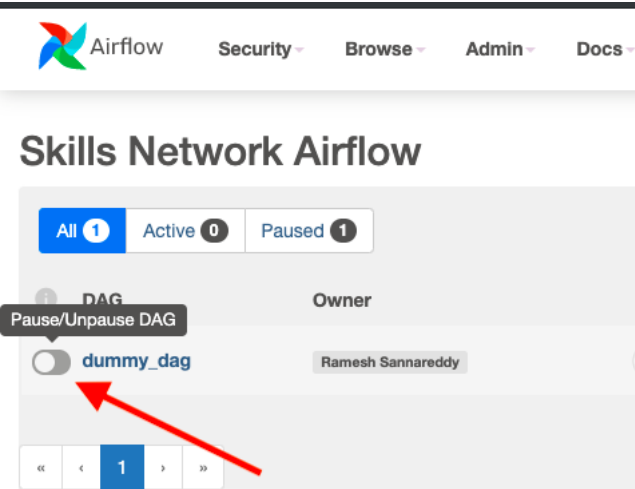 Airflow Security Browse Admin Docs
Skills Network Airflow
All 1 Active 0 Paused 1
i DAG Owner
Pause/Unpause DAG
dummy_dag Ramesh Sannareddy
« ‹ 1 › »